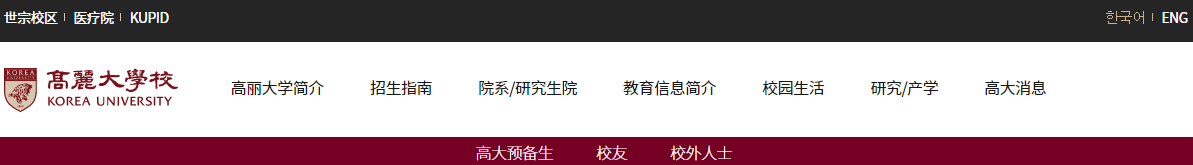 世宗校区 医疗院 KUPID 한국어 ENG
KOREA
UNIVERSITY
高麗大學校
KOREA UNIVERSITY
高丽大学简介 招生指南 院系/研究生院 教育信息简介 校园生活 研究/产学 高大消息
高大预备生 校友 校外人士